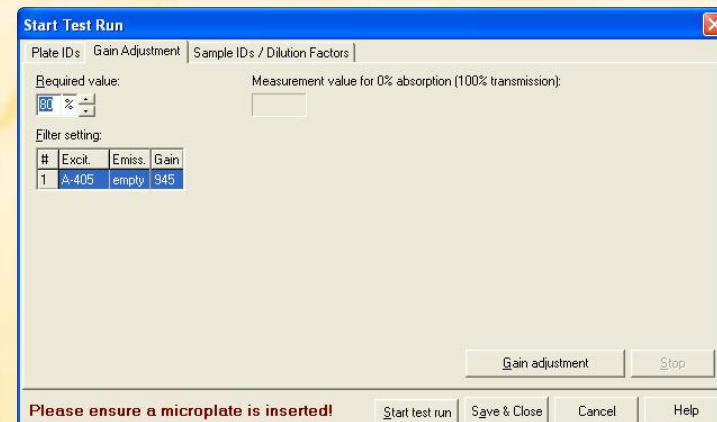 Start Test Run
Plate IDs Gain Adjustment Sample IDs / Dilution Factors
Required value: Measurement value for 0% absorption (100% transmission):
80 %
Filter setting:
# Excit. Emiss. Gain
1 A-405 empty 945
Gain adjustment Stop
Please ensure a microplate is inserted! Start test run Save & Close Cancel Help